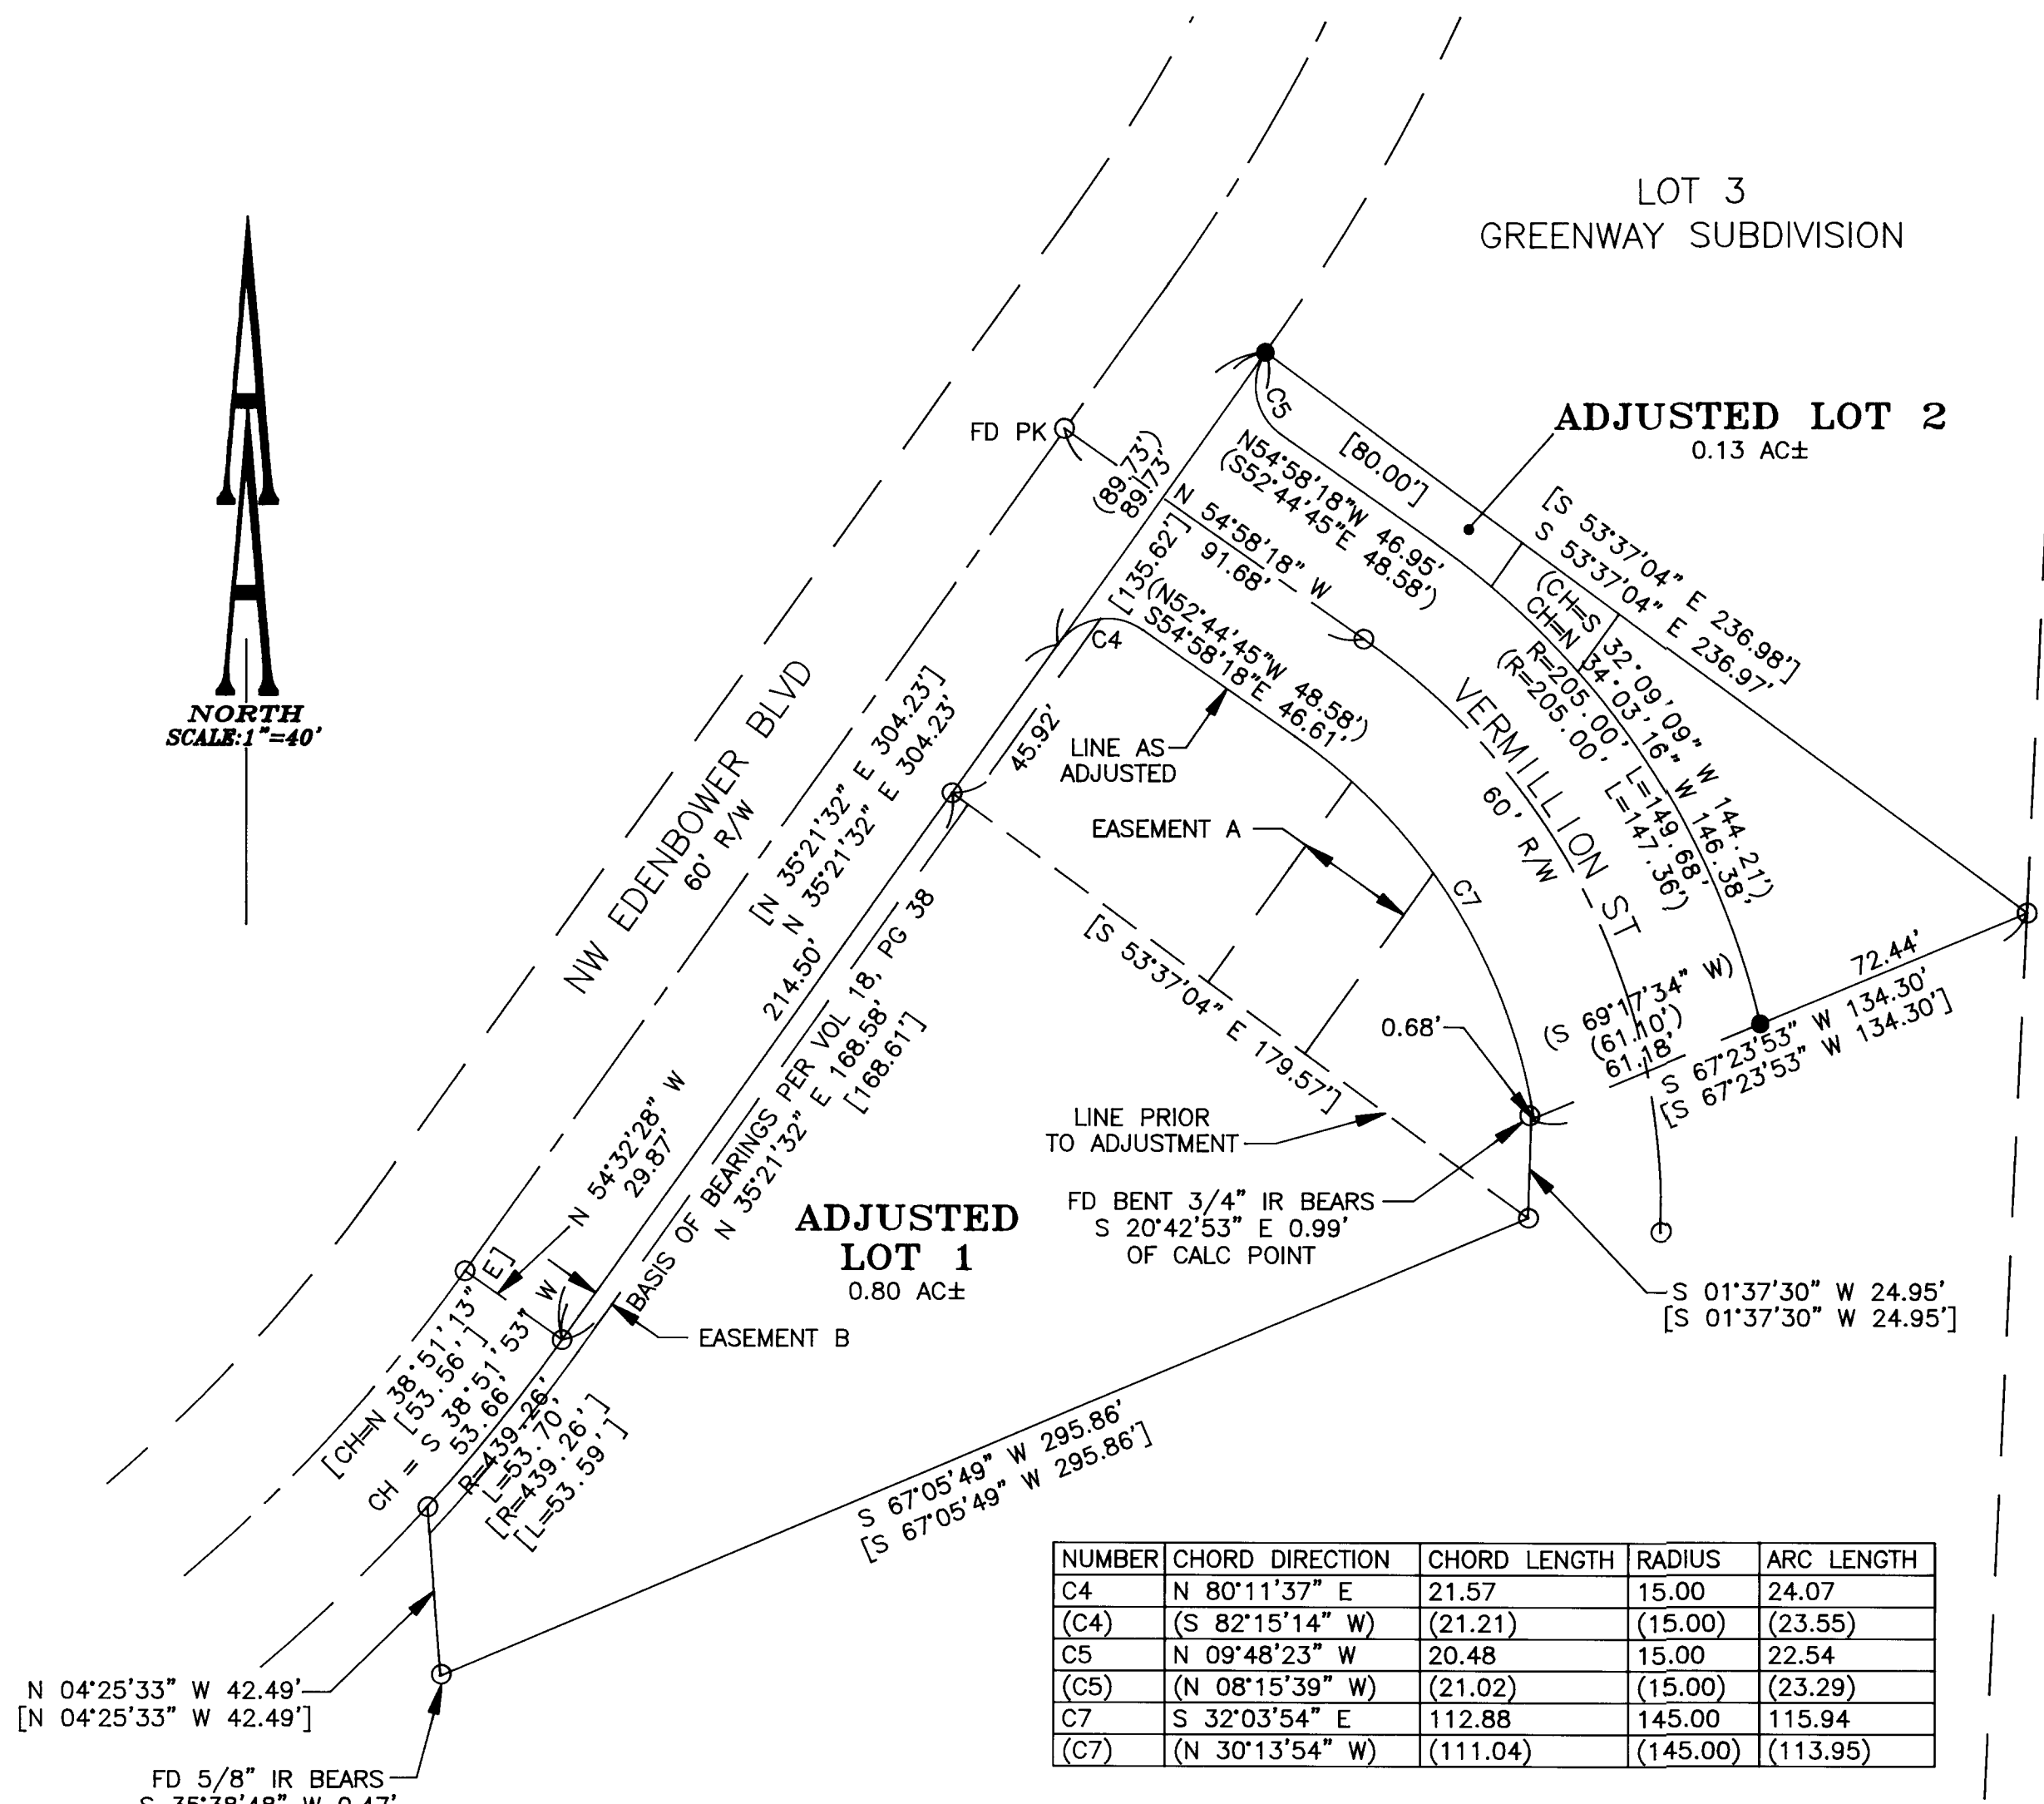 LOT 3
GREENWAY SUBDIVISION
NORTH
SCALE:1"=40'
FD PK
(89.73')
89.73'
C5
[80.00']
ADJUSTED LOT 2
0.13 AC±
N54°58'18"W 46.95'
(S52°44'45"E 48.58')
[S 53°37'04" E 236.98']
S 53°37'04" E 236.97'
N 54°58'18" W
91.68'
[135.62']
(N52°44'45"W 48.58')
S54°58'18"E 46.61'
C4
(CH=S 32°09'09" W 144.21')
CH=N 34°03'16" W 146.38'
R=205.00' L=149.68'
(R=205.00' L=147.36')
VERMILLION ST
60' R/W
LINE AS
ADJUSTED
45.92'
NW EDENBOWER BLVD
60' R/W
[N 35°21'32" E 304.23']
N 35°21'32" E 304.23'
EASEMENT A
C7
214.50'
BASIS OF BEARINGS PER VOL 18, PG 38
N 35°21'32" E 168.58'
[168.61']
[S 53°37'04" E 179.57']
0.68'
(S 69°17'34" W)
(61.10')
61.18'
72.44'
S 67°23'53" W 134.30'
[S 67°23'53" W 134.30']
LINE PRIOR
TO ADJUSTMENT
N 54°32'28" W
29.87'
ADJUSTED
LOT 1
0.80 AC±
FD BENT 3/4" IR BEARS
S 20°42'53" E 0.99'
OF CALC POINT
S 01°37'30" W 24.95'
[S 01°37'30" W 24.95']
EASEMENT B
[CH=N 38°51'13" E]
[53.56']
CH = S 38°51'53" W
53.66'
R=439.26'
L=53.70'
[R=439.26']
[L=53.59']
S 67°05'49" W 295.86'
[S 67°05'49" W 295.86']
N 04°25'33" W 42.49'
[N 04°25'33" W 42.49']
FD 5/8" IR BEARS
S 35°38'48" W 0.47'
NUMBER CHORD DIRECTION CHORD LENGTH RADIUS ARC LENGTH
C4 N 80°11'37" E 21.57 15.00 24.07
(C4) (S 82°15'14" W) (21.21) (15.00) (23.55)
C5 N 09°48'23" W 20.48 15.00 22.54
(C5) (N 08°15'39" W) (21.02) (15.00) (23.29)
C7 S 32°03'54" E 112.88 145.00 115.94
(C7) (N 30°13'54" W) (111.04) (145.00) (113.95)